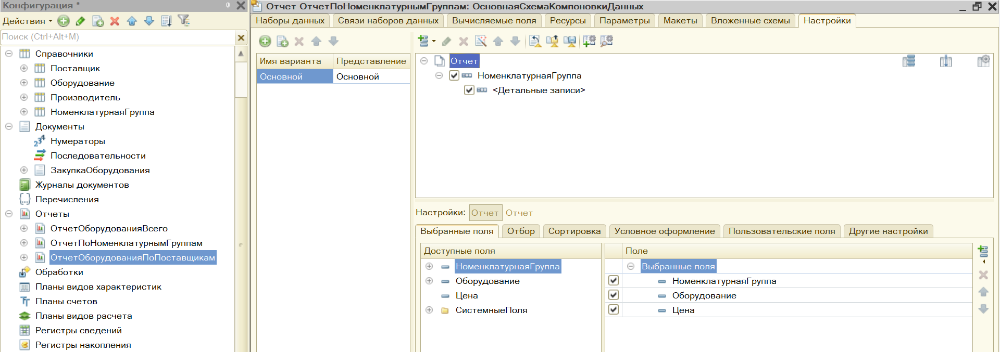 Конфигурация *
Действия
Поиск (Ctrl+Alt+M)
Справочники
Поставщик
Оборудование
Производитель
НоменклатурнаяГруппа
Документы
Нумераторы
Последовательности
ЗакупкаОборудования
Журналы документов
Перечисления
Отчеты
ОтчетОборудованияВсего
ОтчетПоНоменклатурнымГруппам
ОтчетОборудованияПоПоставщикам
Обработки
Планы видов характеристик
Планы счетов
Планы видов расчета
Регистры сведений
Регистры накопления
Отчет ОтчетПоНоменклатурнымГруппам: ОсновнаяСхемаКомпоновкиДанных
Наборы данных Связи наборов данных Вычисляемые поля Ресурсы Параметры Макеты Вложенные схемы Настройки
Имя варианта Представление
Основной Основной
Отчет
НоменклатурнаяГруппа
<Детальные записи>
Настройки: Отчет Отчет
Выбранные поля Отбор Сортировка Условное оформление Пользовательские поля Другие настройки
Доступные поля
НоменклатурнаяГруппа
Оборудование
Цена
СистемныеПоля
Поле
Выбранные поля
НоменклатурнаяГруппа
Оборудование
Цена